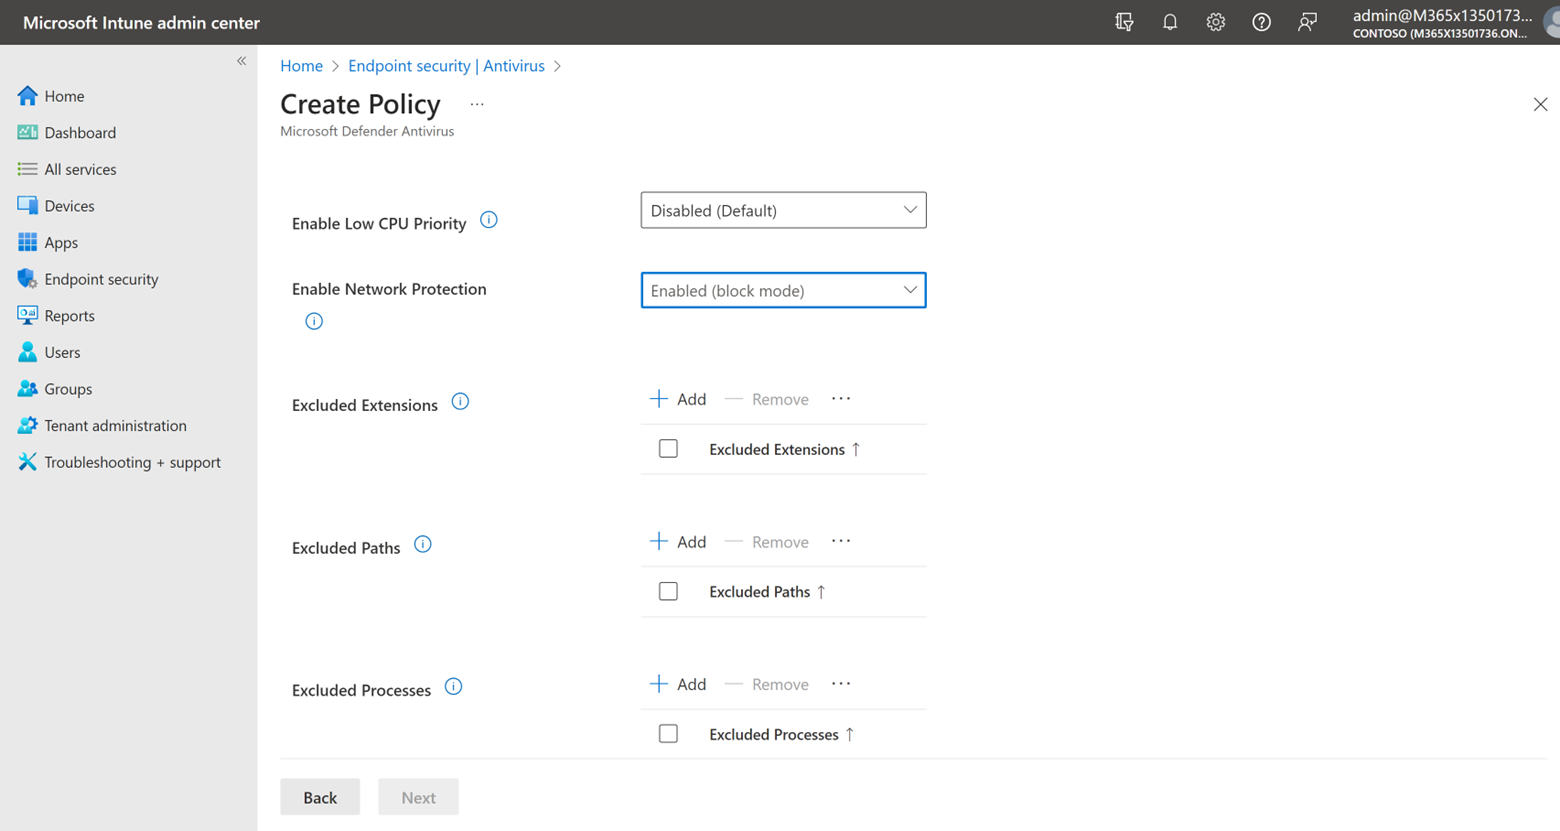 Microsoft Intune admin center
admin@M365x1350173...
CONTOSO (M365X13501736.ON...
Home
Dashboard
All services
Devices
Apps
Endpoint security
Reports
Users
Groups
Tenant administration
Troubleshooting + support
Home > Endpoint security | Antivirus >
Create Policy ...
Microsoft Defender Antivirus
Enable Low CPU Priority
Disabled (Default)
Enable Network Protection
Enabled (block mode)
Excluded Extensions
+ Add — Remove ...
Excluded Extensions ↑
Excluded Paths
+ Add — Remove ...
Excluded Paths ↑
Excluded Processes
+ Add — Remove ...
Excluded Processes ↑
Back
Next